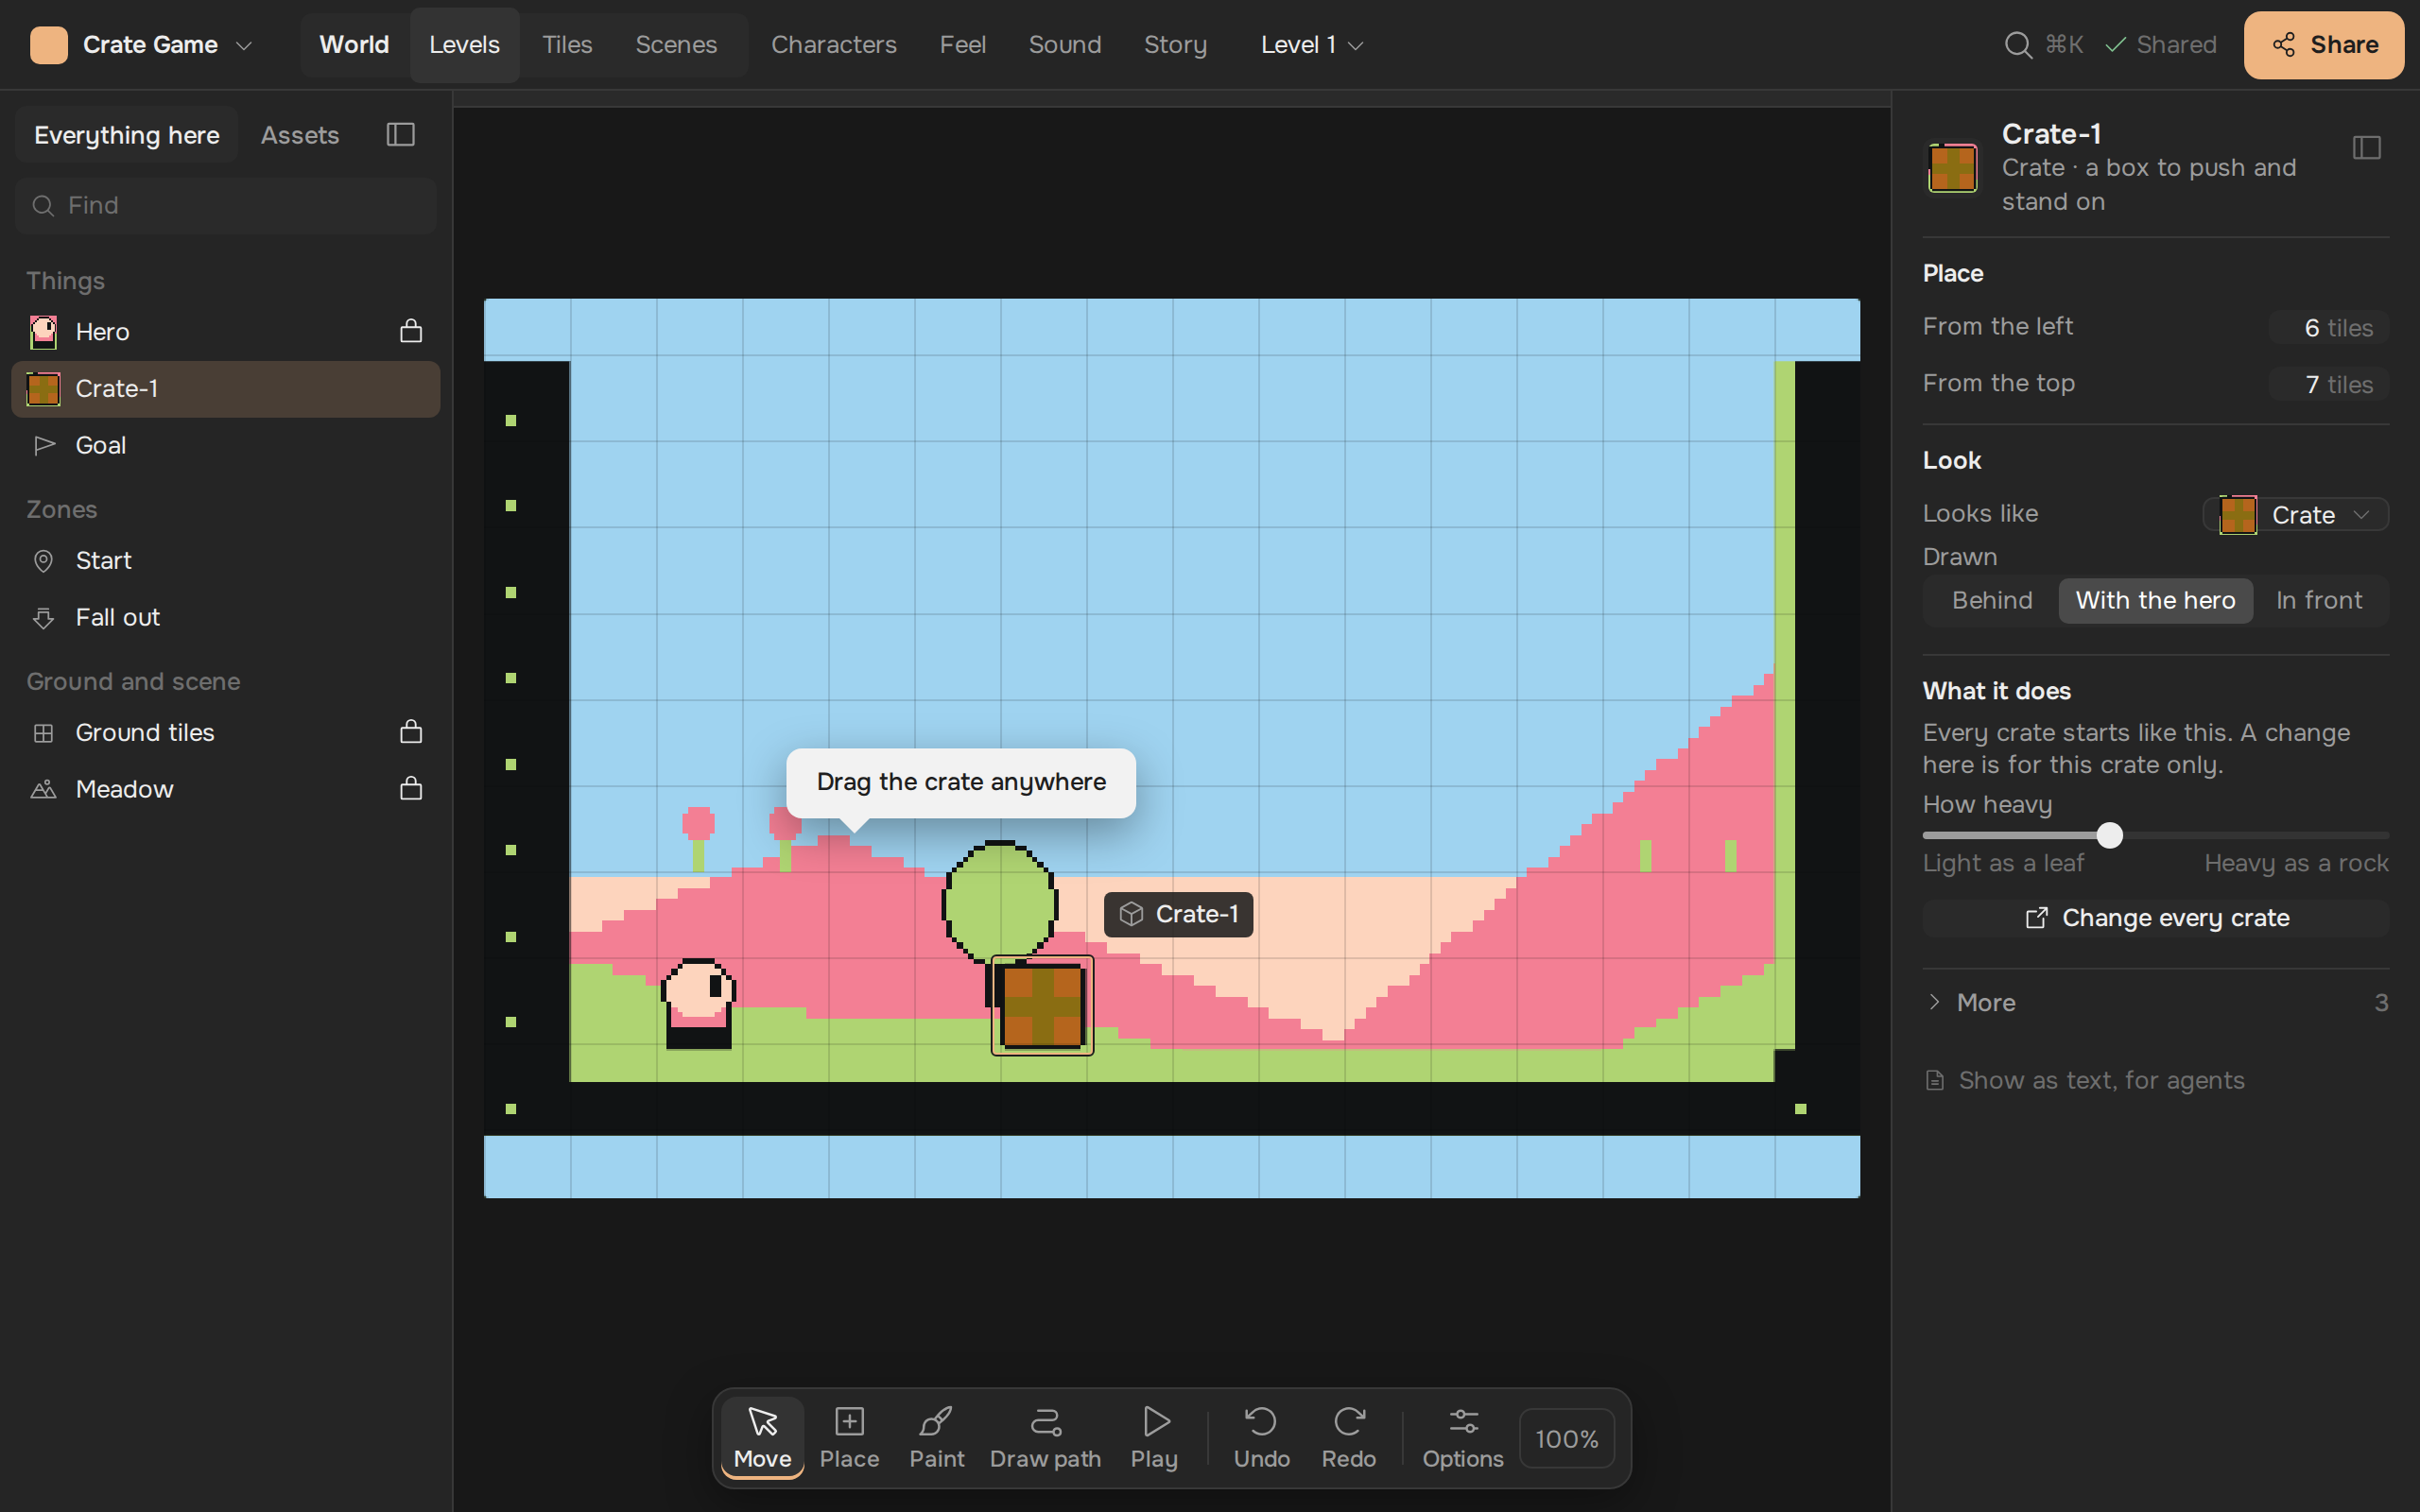 Crate Game
World
Levels
Tiles
Scenes
Characters
Feel
Sound
Story
Level 1
⌘K
Shared
Share
Everything here
Assets
Find
Things
Hero
Crate-1
Goal
Zones
Start
Fall out
Ground and scene
Ground tiles
Meadow
Drag the crate anywhere
Crate-1
Move
Place
Paint
Draw path
Play
Undo
Redo
Options
100%
Crate-1
Crate · a box to push and
stand on
Place
From the left
6 tiles
From the top
7 tiles
Look
Looks like
Crate
Drawn
Behind
With the hero
In front
What it does
Every crate starts like this. A change
here is for this crate only.
How heavy
Light as a leaf
Heavy as a rock
Change every crate
More
3
Show as text, for agents